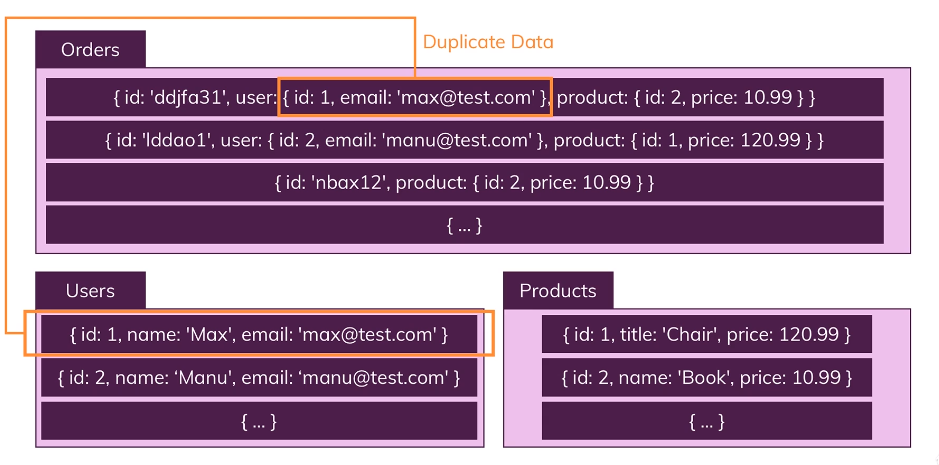 Duplicate Data
Orders
{ id: 'ddjfa31', user: { id: 1, email: 'max@test.com' }, product: { id: 2, price: 10.99 } }
{ id: 'lddao1', user: { id: 2, email: 'manu@test.com' }, product: { id: 1, price: 120.99 } }
{ id: 'nbax12', product: { id: 2, price: 10.99 } }
{ ... }
Users
{ id: 1, name: 'Max', email: 'max@test.com' }
{ id: 2, name: ‘Manu', email: ‘manu@test.com' }
{ ... }
Products
{ id: 1, title: 'Chair', price: 120.99 }
{ id: 2, name: 'Book', price: 10.99 }
{ ... }